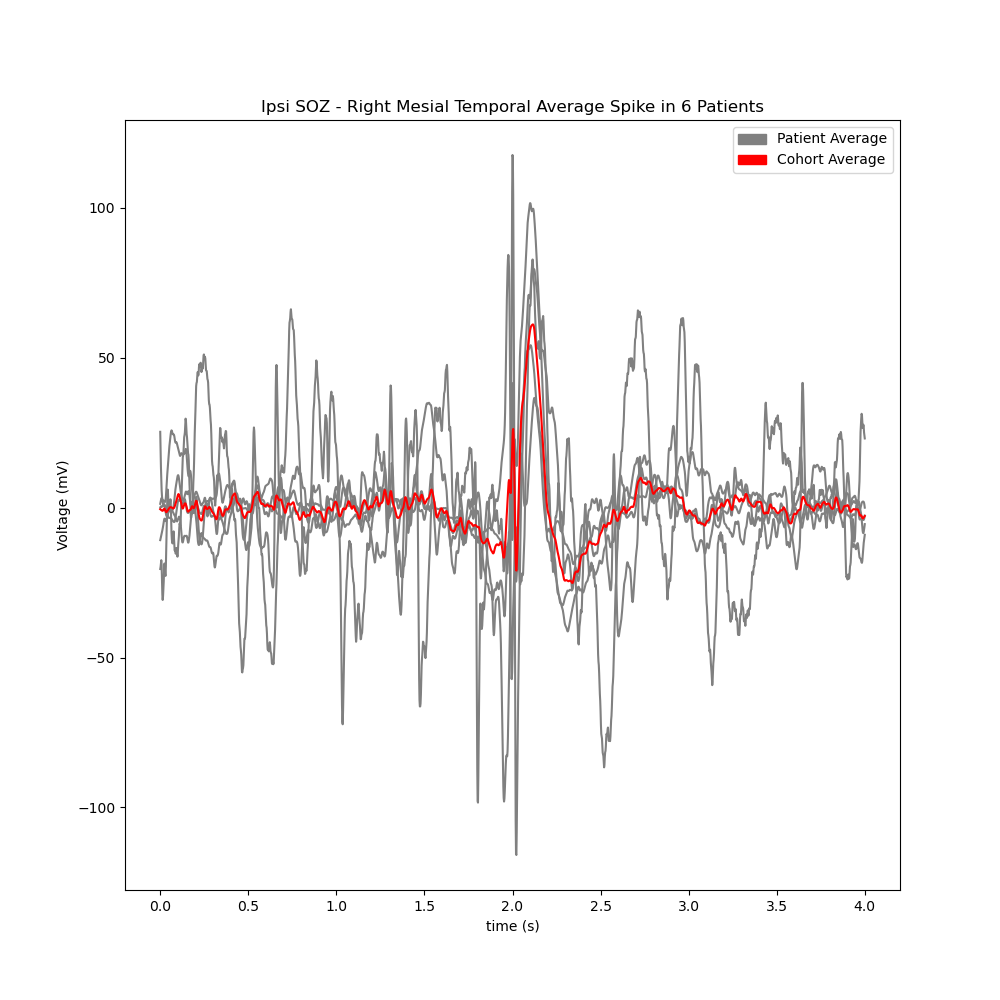 Ipsi SOZ - Right Mesial Temporal Average Spike in 6 Patients
Patient Average
Cohort Average
Voltage (mV)
100
50
0
−50
−100
0.0 0.5 1.0 1.5 2.0 2.5 3.0 3.5 4.0
time (s)